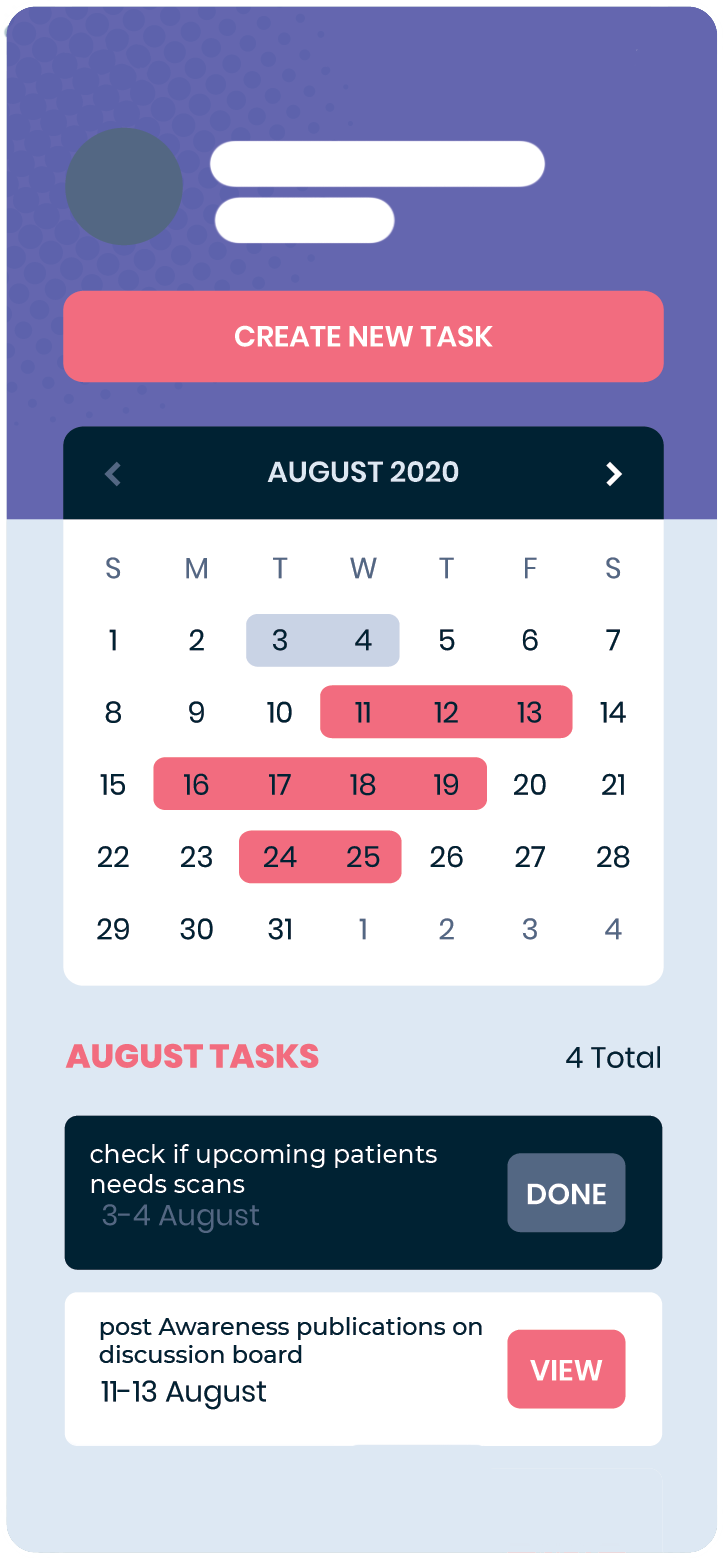 CREATE NEW TASK
AUGUST 2020
S M T W T F S
1 2 3 4 5 6 7
8 9 10 11 12 13 14
15 16 17 18 19 20 21
22 23 24 25 26 27 28
29 30 31 1 2 3 4
AUGUST TASKS 4 Total
check if upcoming patients
needs scans
3-4 August
DONE
post Awareness publications on
discussion board
11-13 August
VIEW